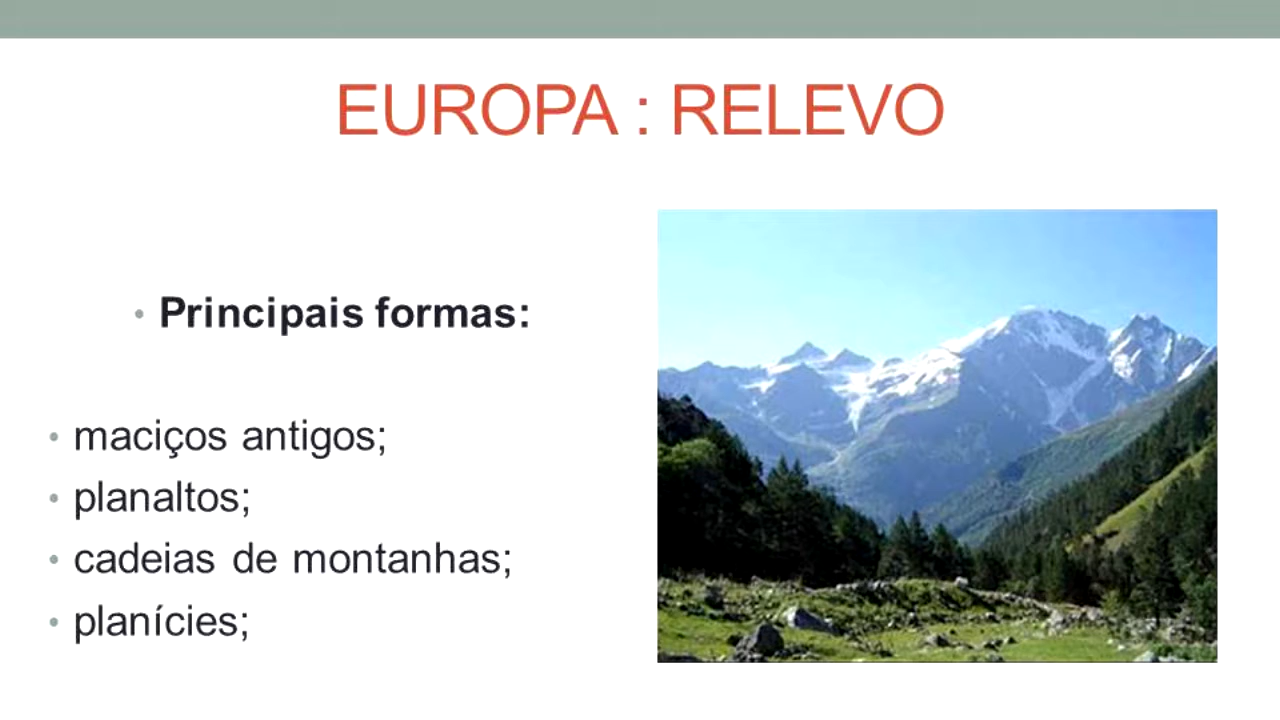 EUROPA : RELEVO
• Principais formas:
• maciços antigos;
• planaltos;
• cadeias de montanhas;
• planícies;